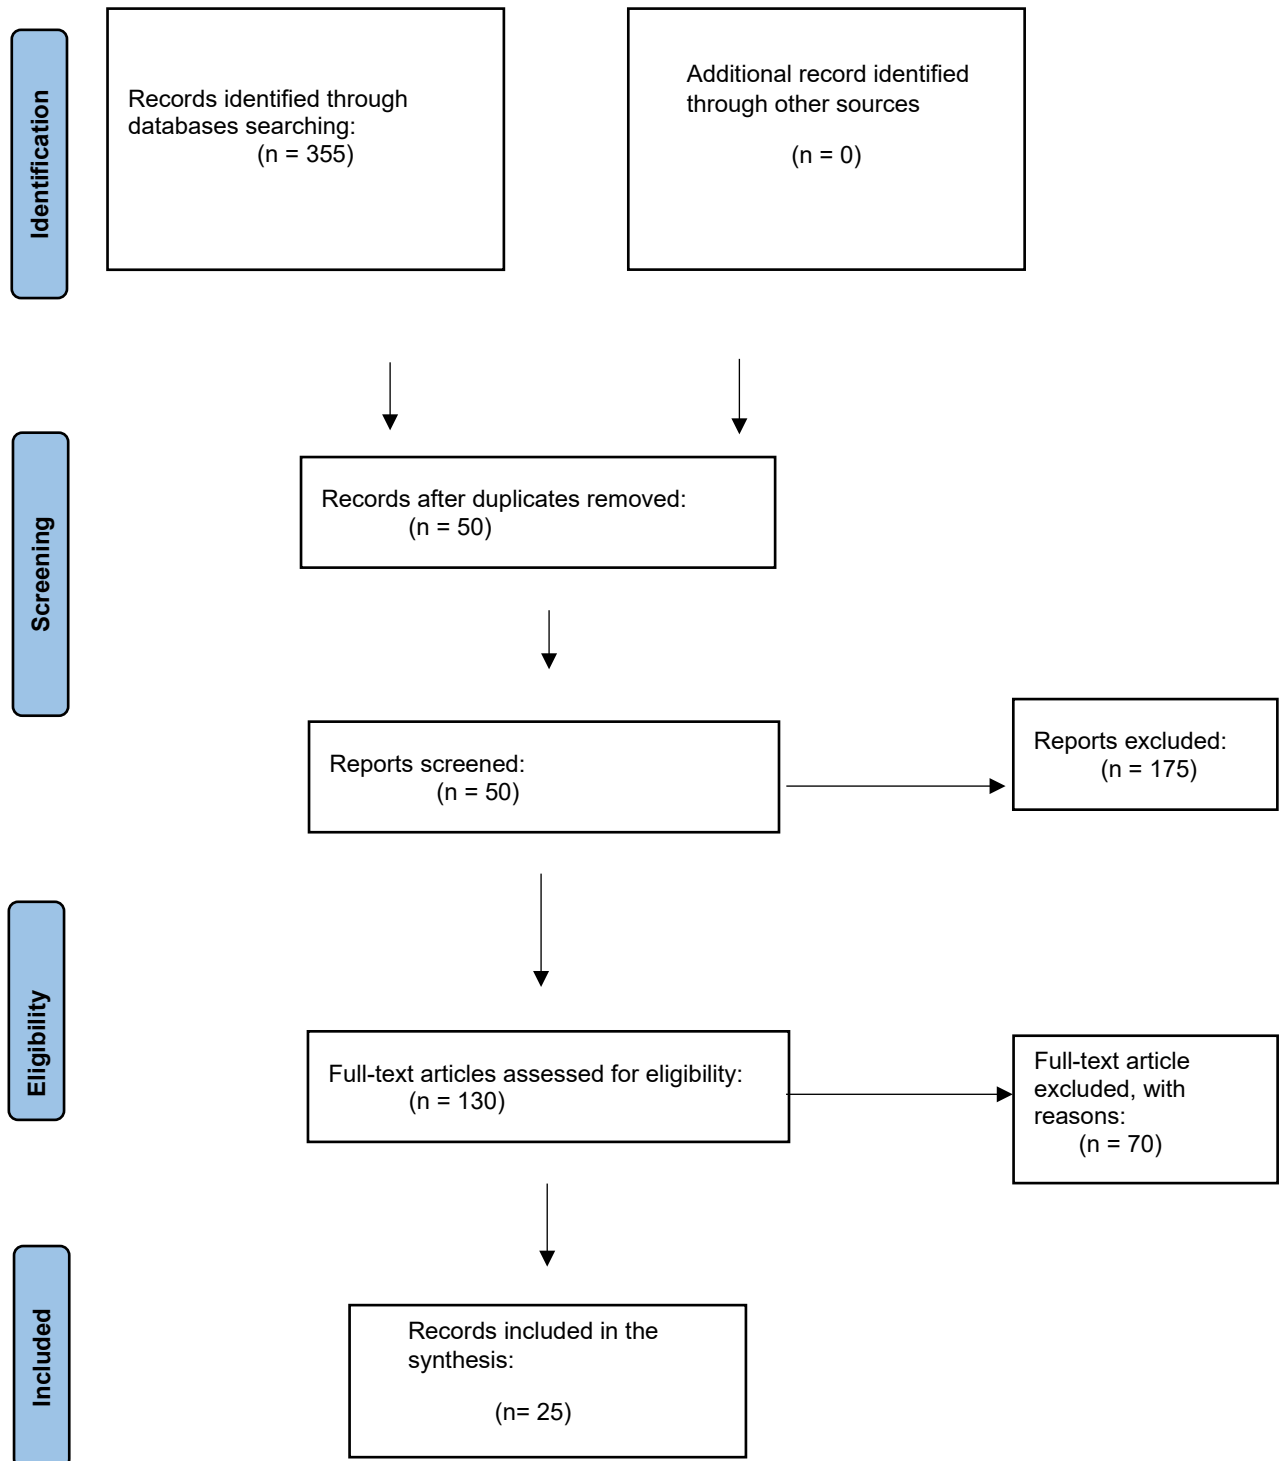 Identification
Records identified through
databases searching:
(n = 355)
Additional record identified
through other sources
(n = 0)
Screening
Records after duplicates removed:
(n = 50)
Reports screened:
(n = 50)
Reports excluded:
(n = 175)
Eligibility
Full-text articles assessed for eligibility:
(n = 130)
Full-text article
excluded, with
reasons:
(n = 70)
Included
Records included in the
synthesis:
(n= 25)